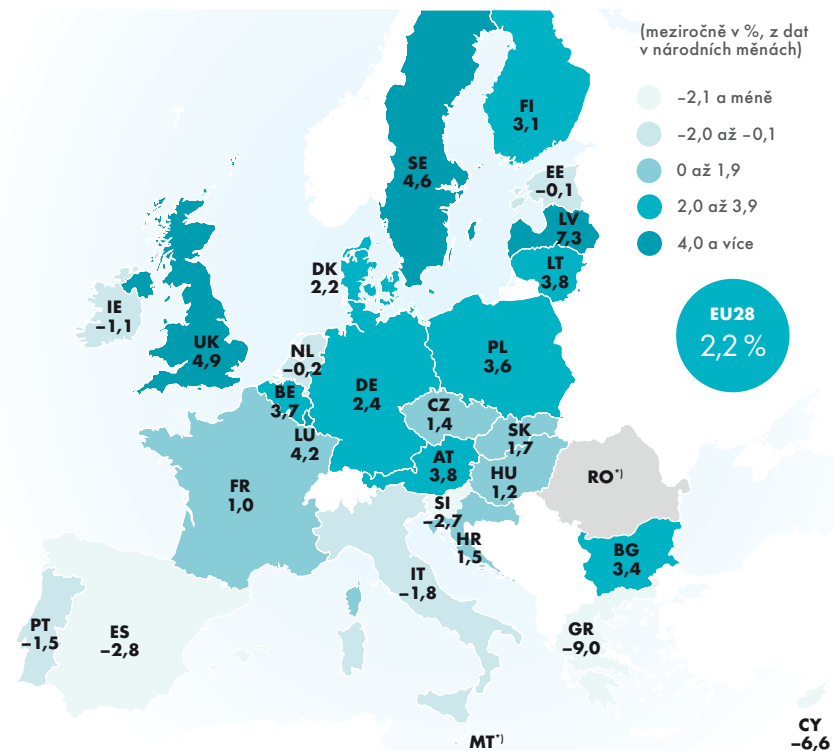 (meziročně v %, z dat
v národních měnách)
–2,1 a méně
–2,0 až –0,1
0 až 1,9
2,0 až 3,9
4,0 a více
EU28
2,2 %
FI
3,1
SE
4,6
EE
–0,1
LV
7,3
LT
3,8
DK
2,2
IE
–1,1
UK
4,9
NL
–0,2
BE
3,7
LU
4,2
DE
2,4
PL
3,6
CZ
1,4
SK
1,7
AT
3,8
HU
1,2
RO*)
FR
1,0
SI
–2,7
HR
1,5
BG
3,4
IT
–1,8
PT
–1,5
ES
–2,8
GR
–9,0
MT*)
CY
–6,6